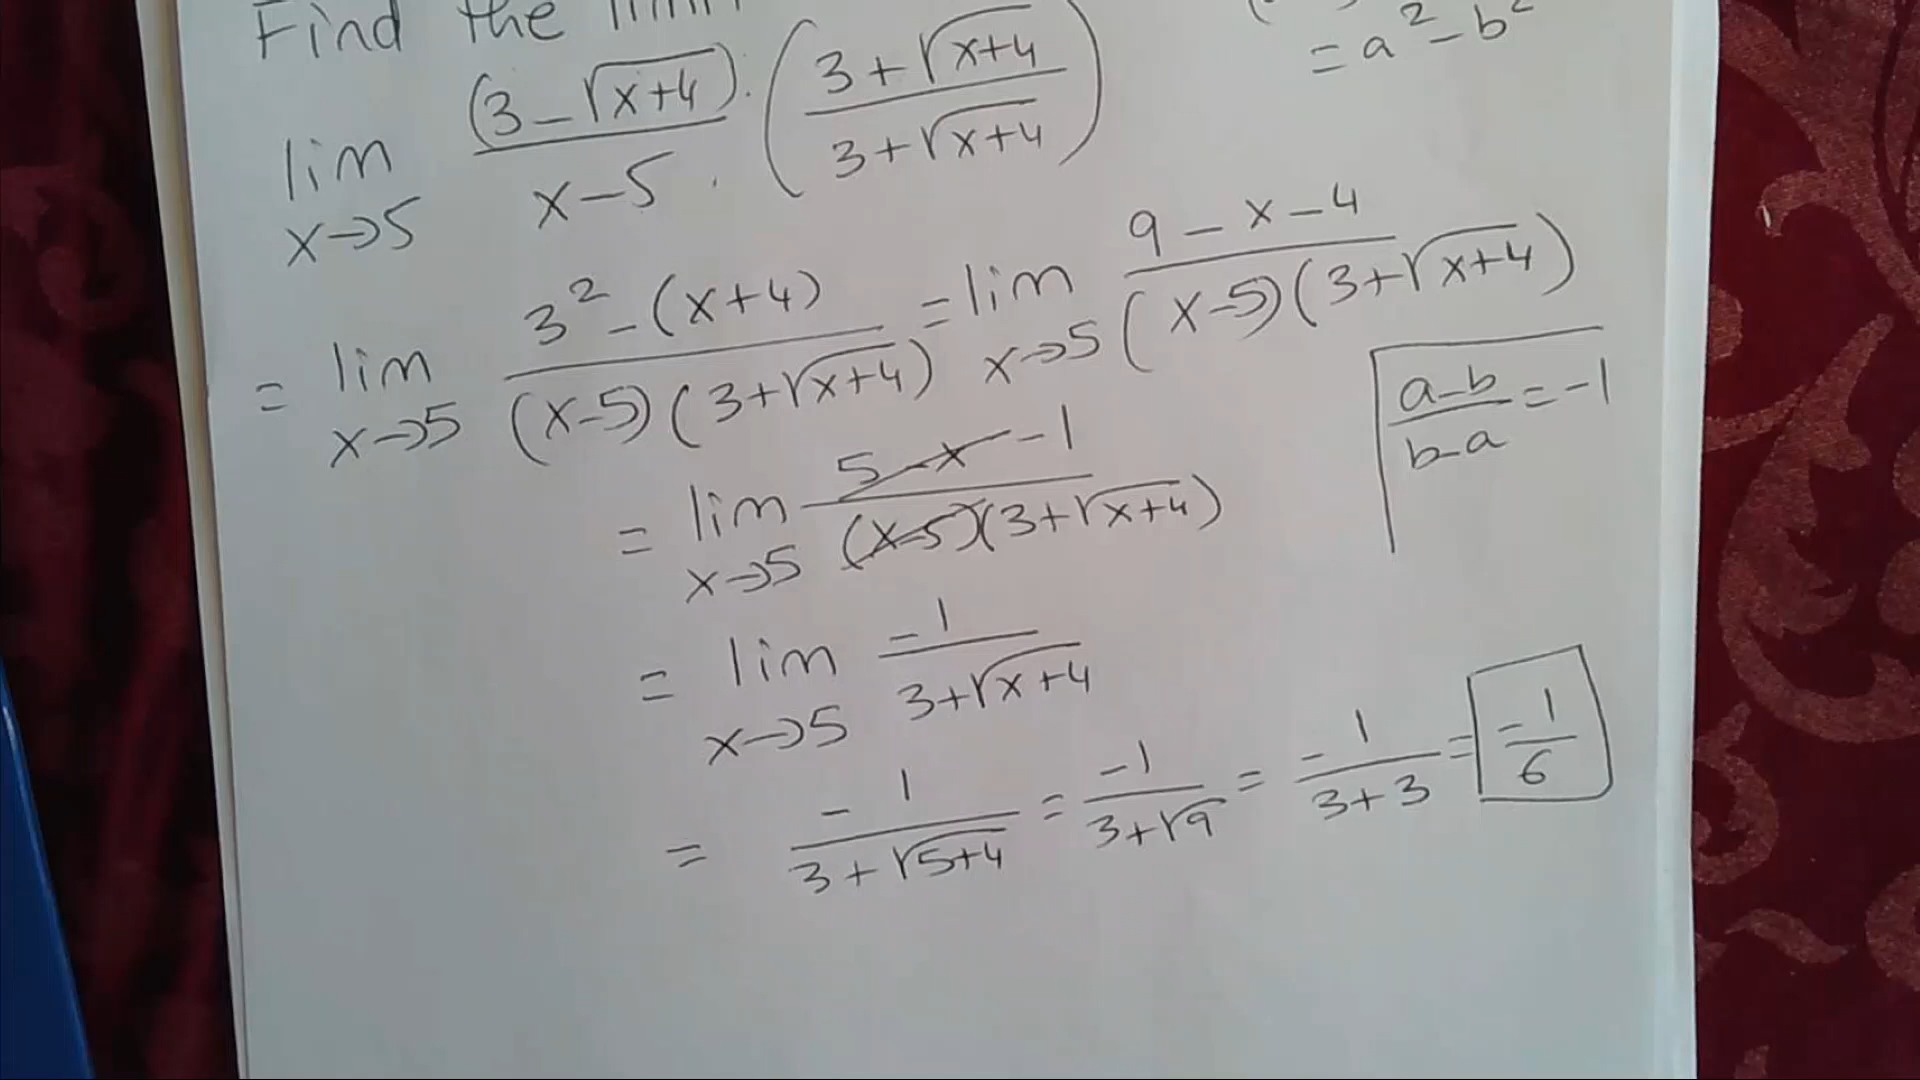 Find the
= a² - b²
lim x→5 (3 - √(x+4)) / (x - 5) · ((3 + √(x+4)) / (3 + √(x+4)))
= lim x→5 (3² - (x+4)) / ((x-5)(3+√(x+4))) = lim x→5 (9 - x - 4) / ((x-5)(3+√(x+4)))
(a-b)/(b-a) = -1
= lim x→5 (5-x) -1 / ((x-5)(3+√(x+4)))
= lim x→5 -1 / (3+√(x+4))
= -1 / (3+√(5+4)) = -1 / (3+√9) = -1 / (3+3) = -1/6